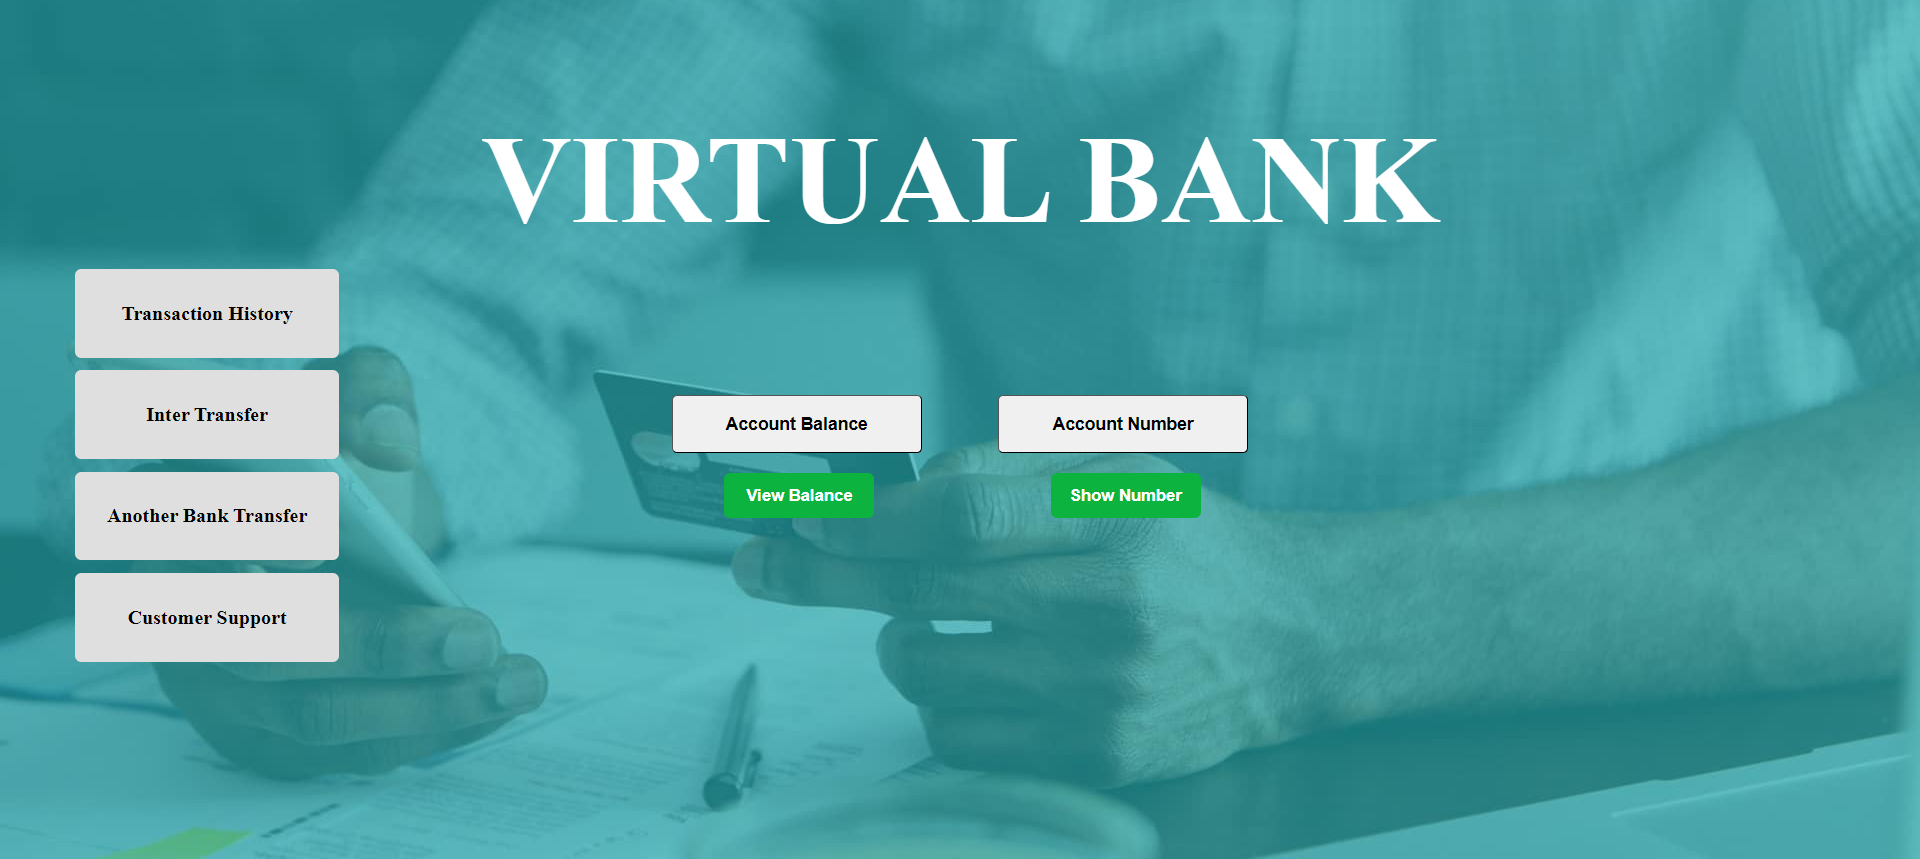 VIRTUAL BANK
Transaction History
Inter Transfer
Another Bank Transfer
Customer Support
Account Balance
Account Number
View Balance
Show Number